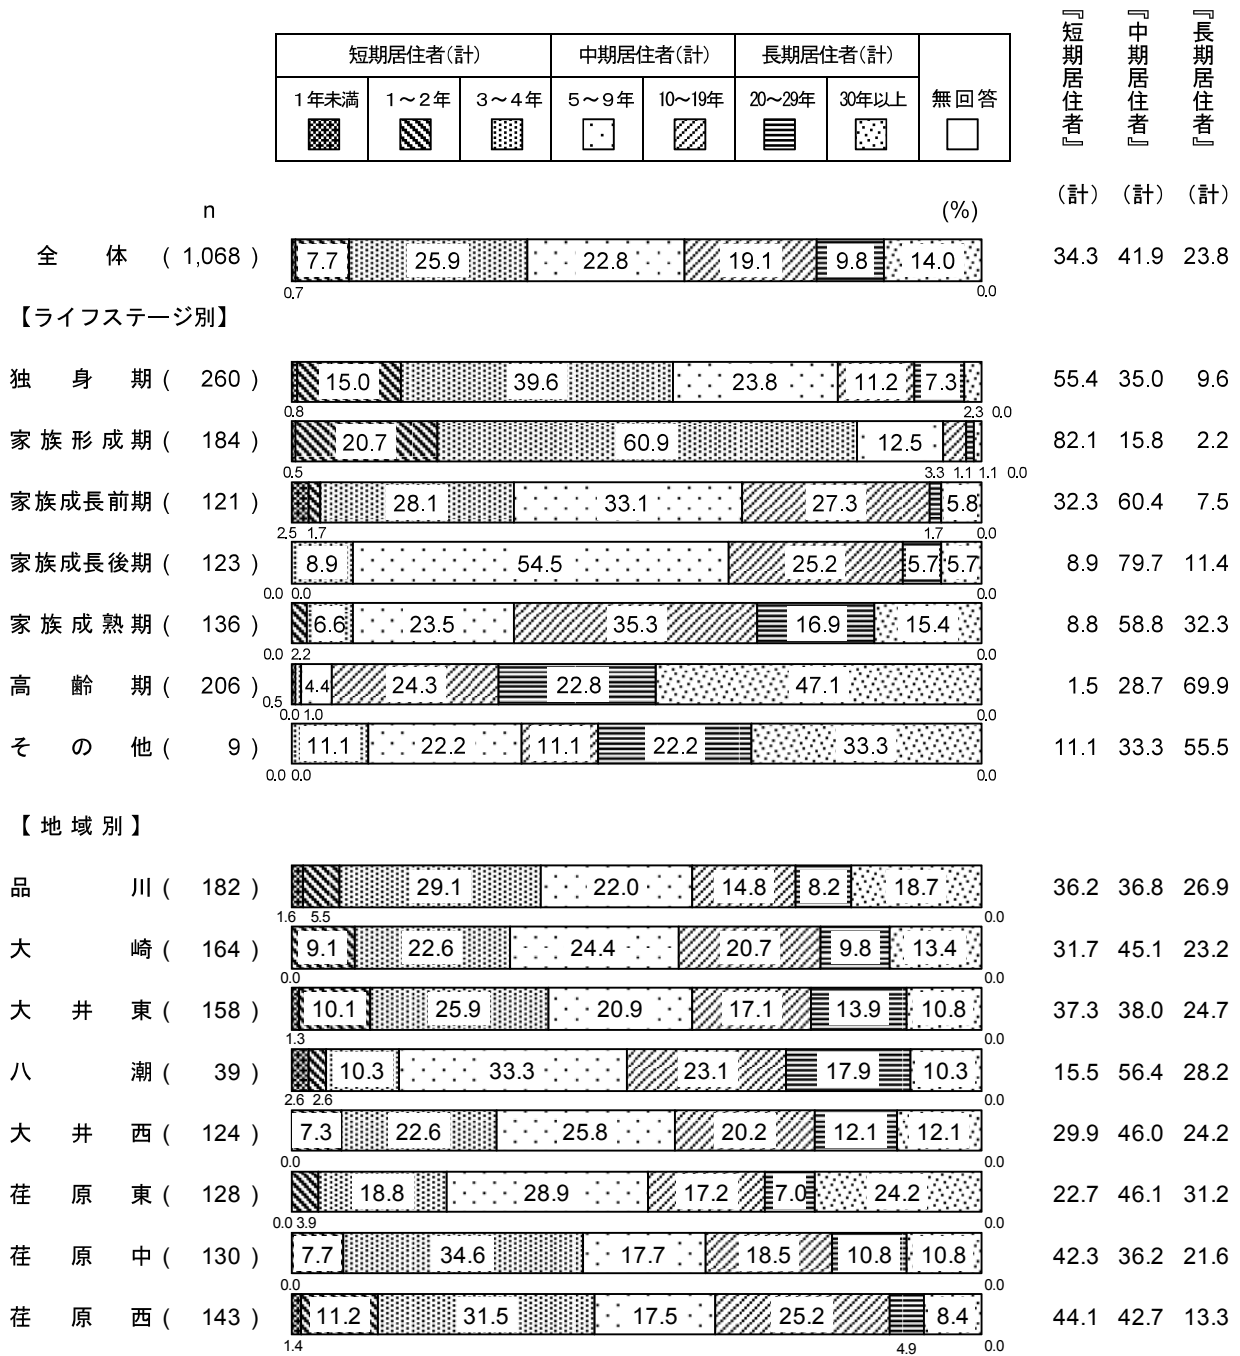 『短期居住者』 『中期居住者』 『長期居住者』
短期居住者(計) 中期居住者(計) 長期居住者(計)
1年未満 1～2年 3～4年 5～9年 10～19年 20～29年 30年以上 無回答
(計) (計) (計)
n (%)
全体 ( 1,068 ) 7.7 25.9 22.8 19.1 9.8 14.0 34.3 41.9 23.8
0.7 0.0
【ライフステージ別】
独身期 ( 260 ) 15.0 39.6 23.8 11.2 7.3 55.4 35.0 9.6
0.8 2.3 0.0
家族形成期 ( 184 ) 20.7 60.9 12.5 82.1 15.8 2.2
0.5 3.3 1.1 1.1 0.0
家族成長前期 ( 121 ) 28.1 33.1 27.3 5.8 32.3 60.4 7.5
2.5 1.7 1.7 0.0
家族成長後期 ( 123 ) 8.9 54.5 25.2 5.7 5.7 8.9 79.7 11.4
0.0 0.0 0.0
家族成熟期 ( 136 ) 6.6 23.5 35.3 16.9 15.4 8.8 58.8 32.3
0.0 2.2 0.0
高齢期 ( 206 ) 4.4 24.3 22.8 47.1 1.5 28.7 69.9
0.5 0.0 1.0 0.0
その他 ( 9 ) 11.1 22.2 11.1 22.2 33.3 11.1 33.3 55.5
0.0 0.0 0.0
【地域別】
品川 ( 182 ) 29.1 22.0 14.8 8.2 18.7 36.2 36.8 26.9
1.6 5.5 0.0
大崎 ( 164 ) 9.1 22.6 24.4 20.7 9.8 13.4 31.7 45.1 23.2
0.0 0.0
大井東 ( 158 ) 10.1 25.9 20.9 17.1 13.9 10.8 37.3 38.0 24.7
1.3 0.0
八潮 ( 39 ) 10.3 33.3 23.1 17.9 10.3 15.5 56.4 28.2
2.6 2.6 0.0
大井西 ( 124 ) 7.3 22.6 25.8 20.2 12.1 12.1 29.9 46.0 24.2
0.0 0.0
荏原東 ( 128 ) 18.8 28.9 17.2 7.0 24.2 22.7 46.1 31.2
0.0 3.9 0.0
荏原中 ( 130 ) 7.7 34.6 17.7 18.5 10.8 10.8 42.3 36.2 21.6
0.0 0.0
荏原西 ( 143 ) 11.2 31.5 17.5 25.2 8.4 44.1 42.7 13.3
1.4 4.9 0.0